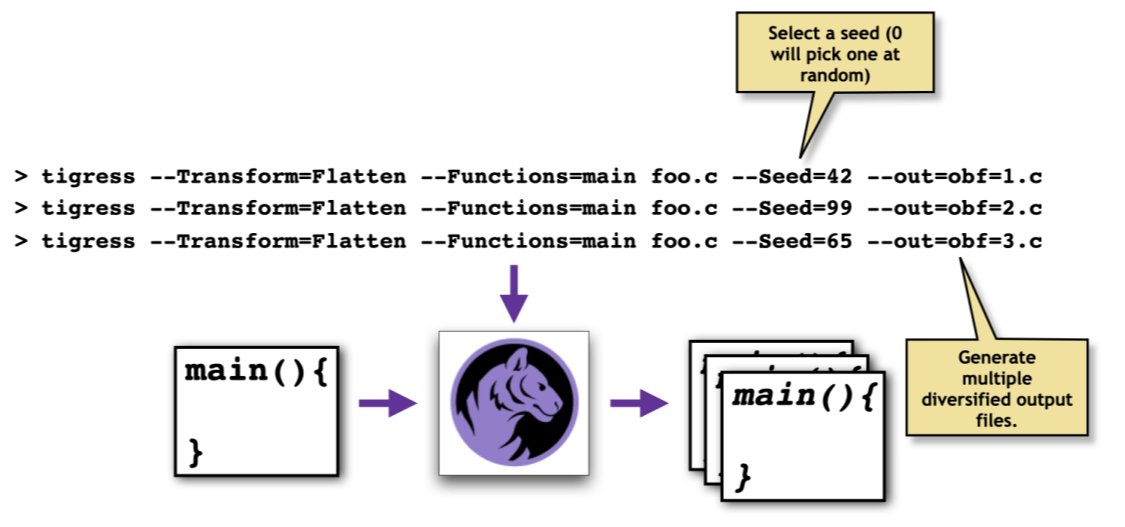 Select a seed (0
will pick one at
random)
> tigress --Transform=Flatten --Functions=main foo.c --Seed=42 --out=obf=1.c
> tigress --Transform=Flatten --Functions=main foo.c --Seed=99 --out=obf=2.c
> tigress --Transform=Flatten --Functions=main foo.c --Seed=65 --out=obf=3.c
main(){
}
main(){
}
Generate
multiple
diversified output
files.